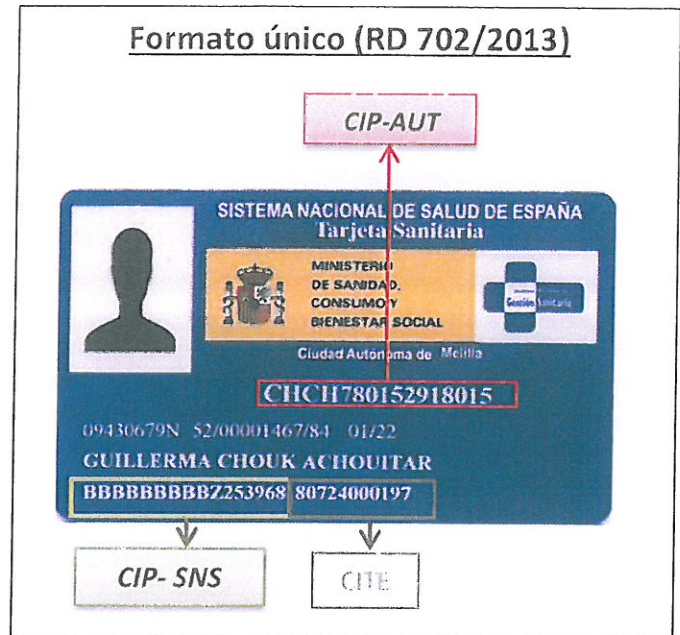 Formato único (RD 702/2013)
CIP-AUT
SISTEMA NACIONAL DE SALUD DE ESPAÑA
Tarjeta Sanitaria
MINISTERIO
DE SANIDAD,
CONSUMO Y
BIENESTAR SOCIAL
Gestión Sanitaria
Ciudad Autónoma de Melilla
CHCH780152918015
09430679N 52/00001467/84 01/22
GUILLERMA CHOUK ACHOUITAR
BBBBBBBBBZ253968 80724000197
CIP- SNS
CITE